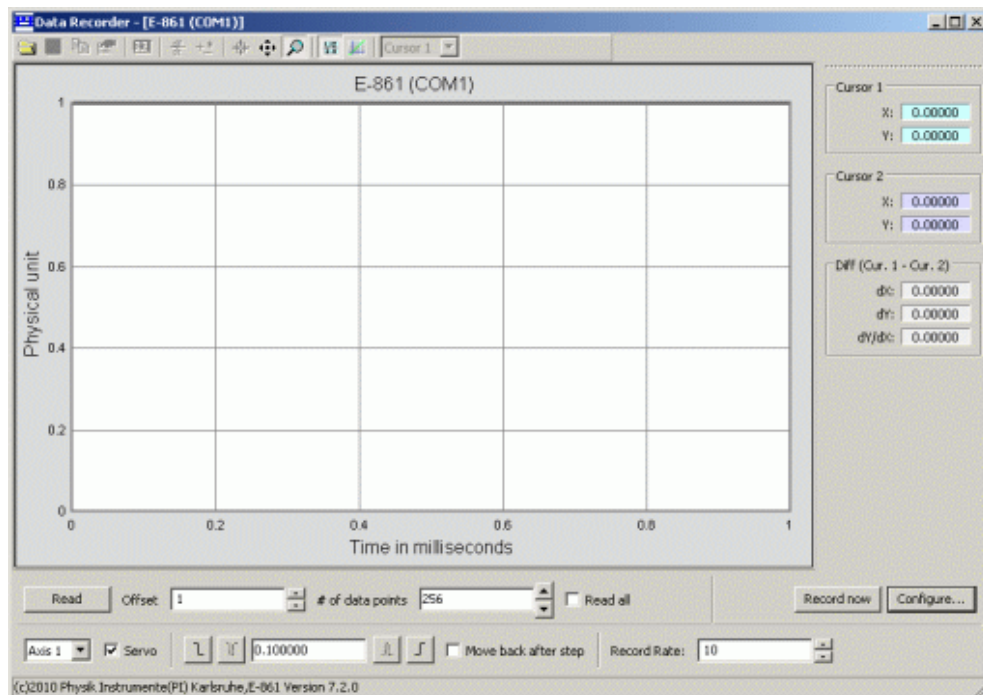 Data Recorder - [E-861 (COM1)]
Cursor 1
E-861 (COM1)
1
0.8
0.6
0.4
0.2
0
Physical unit
0 0.2 0.4 0.6 0.8 1
Time in milliseconds
Cursor 1
X: 0.00000
Y: 0.00000
Cursor 2
X: 0.00000
Y: 0.00000
Diff (Cur. 1 - Cur. 2)
dX: 0.00000
dY: 0.00000
dY/dX: 0.00000
Read Offset 1 # of data points 256 Read all Record now Configure...
Axis 1 Servo 0.100000 Move back after step Record Rate: 10
(c)2010 Physik Instrumente(PI) Karlsruhe,E-861 Version 7.2.0